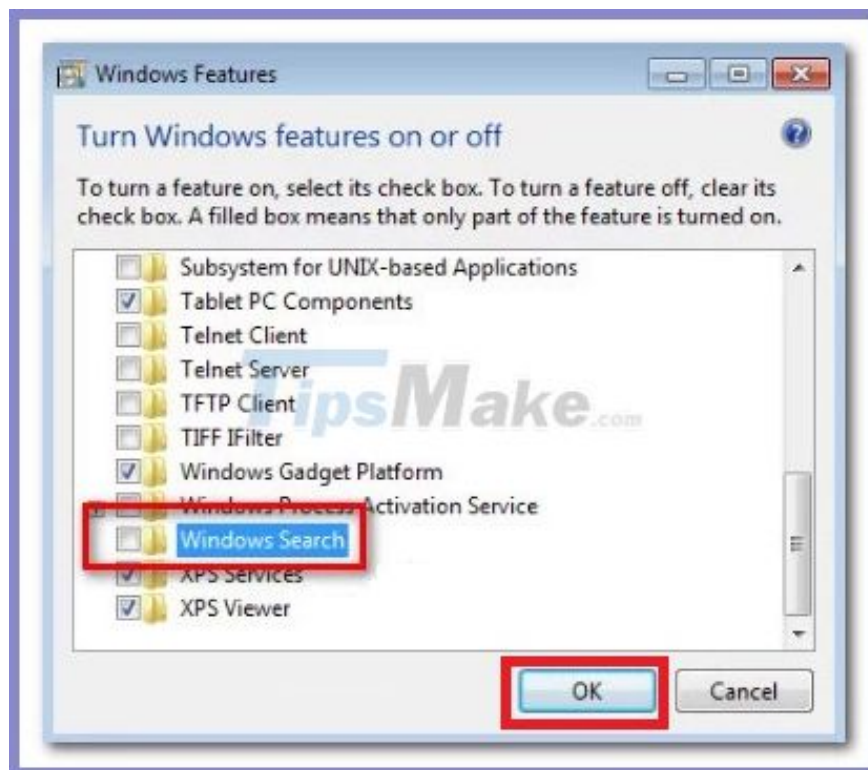 Windows Features
Turn Windows features on or off
To turn a feature on, select its check box. To turn a feature off, clear its
check box. A filled box means that only part of the feature is turned on.
Subsystem for UNIX-based Applications
Tablet PC Components
Telnet Client
Telnet Server
TFTP Client
TipsMake.com
TIFF IFilter
Windows Gadget Platform
Windows Process Activation Service
Windows Search
XPS Services
XPS Viewer
OK Cancel